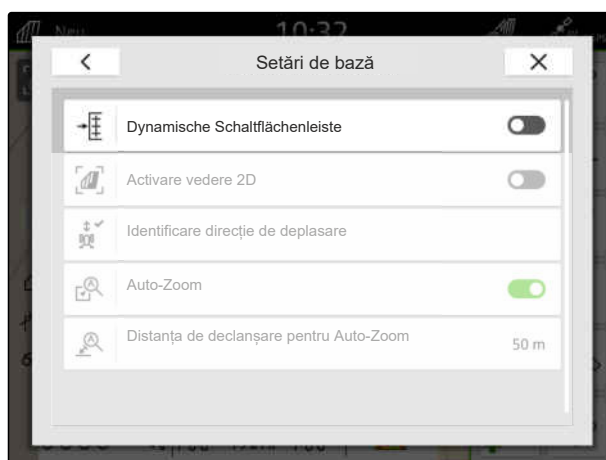 Neu 10:32
Setări de bază
Dynamische Schaltflächenleiste
Activare vedere 2D
Identificare direcție de deplasare
Auto-Zoom
Distanța de declanșare pentru Auto-Zoom
50 m